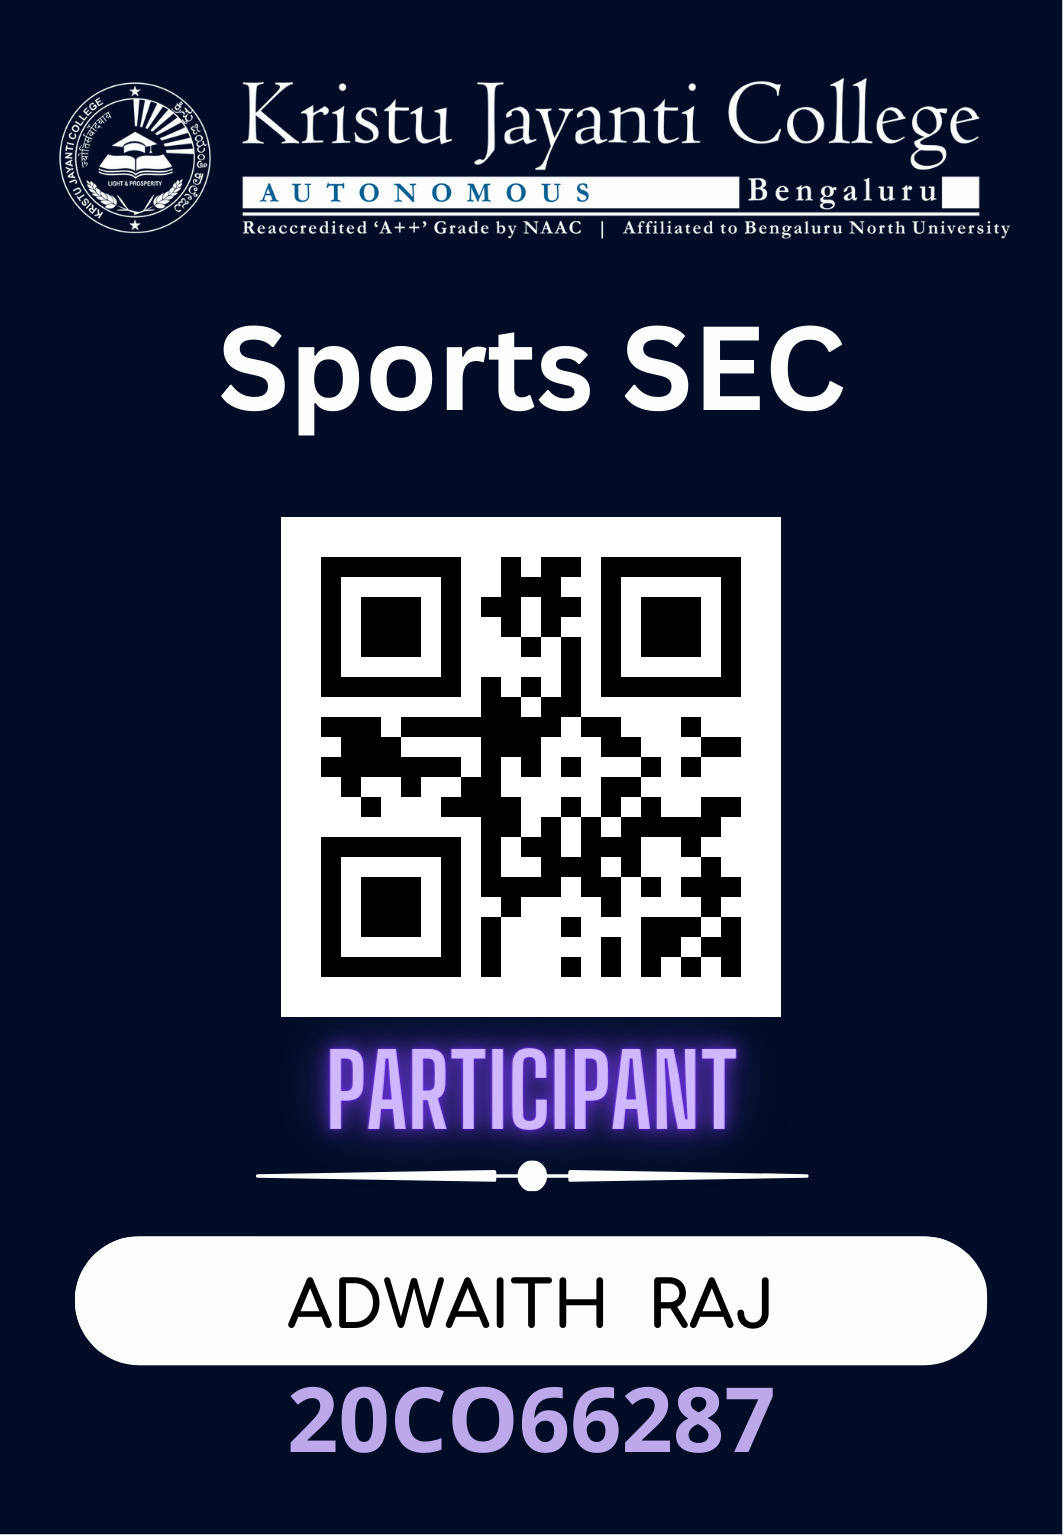 KRISTU JAYANTI COLLEGE
ಕ್ರಿಸ್ತು ಜಯಂತಿ ಕಾಲೇಜು
LIGHT & PROSPERITY
Kristu Jayanti College
AUTONOMOUS Bengaluru
Reaccredited ‘A++’ Grade by NAAC | Affiliated to Bengaluru North University
Sports SEC
PARTICIPANT
ADWAITH RAJ
20CO66287